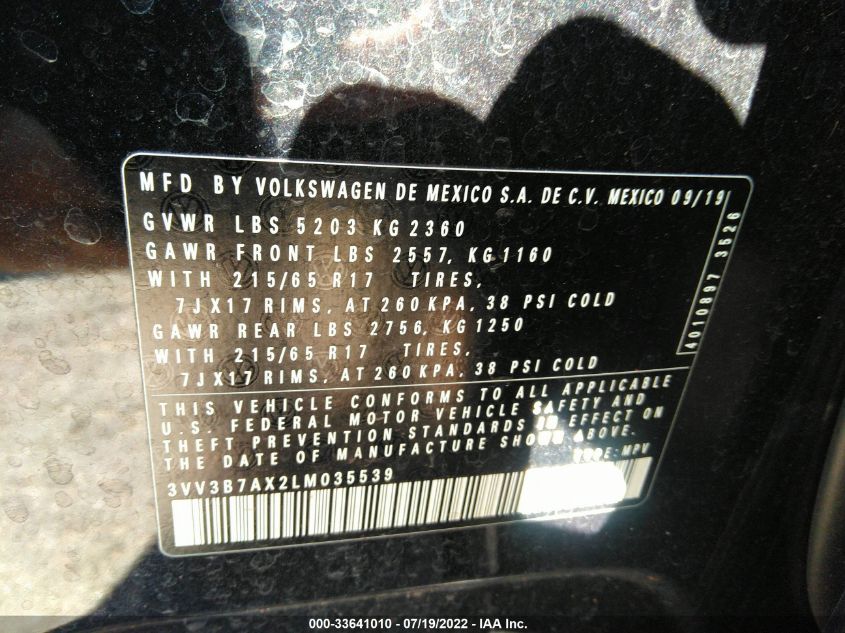 MFD BY VOLKSWAGEN DE MEXICO S.A. DE C.V. MEXICO 09/19
GVWR LBS 5203 KG 2360
GAWR FRONT LBS 2557, KG 1160
WITH 215/65 R17 TIRES,
7JX17 RIMS, AT 260 KPA, 38 PSI COLD
GAWR REAR LBS 2756, KG 1250
WITH 215/65 R17 TIRES,
7JX17 RIMS, AT 260 KPA, 38 PSI COLD
THIS VEHICLE CONFORMS TO ALL APPLICABLE
U.S. FEDERAL MOTOR VEHICLE SAFETY AND
THEFT PREVENTION STANDARDS IN EFFECT ON
THE DATE OF MANUFACTURE SHOWN ABOVE.
TYPE: MPV
3VV3B7AX2LM035539
4010897 3526
000-33641010 / 07/19/2022 - IAA Inc.